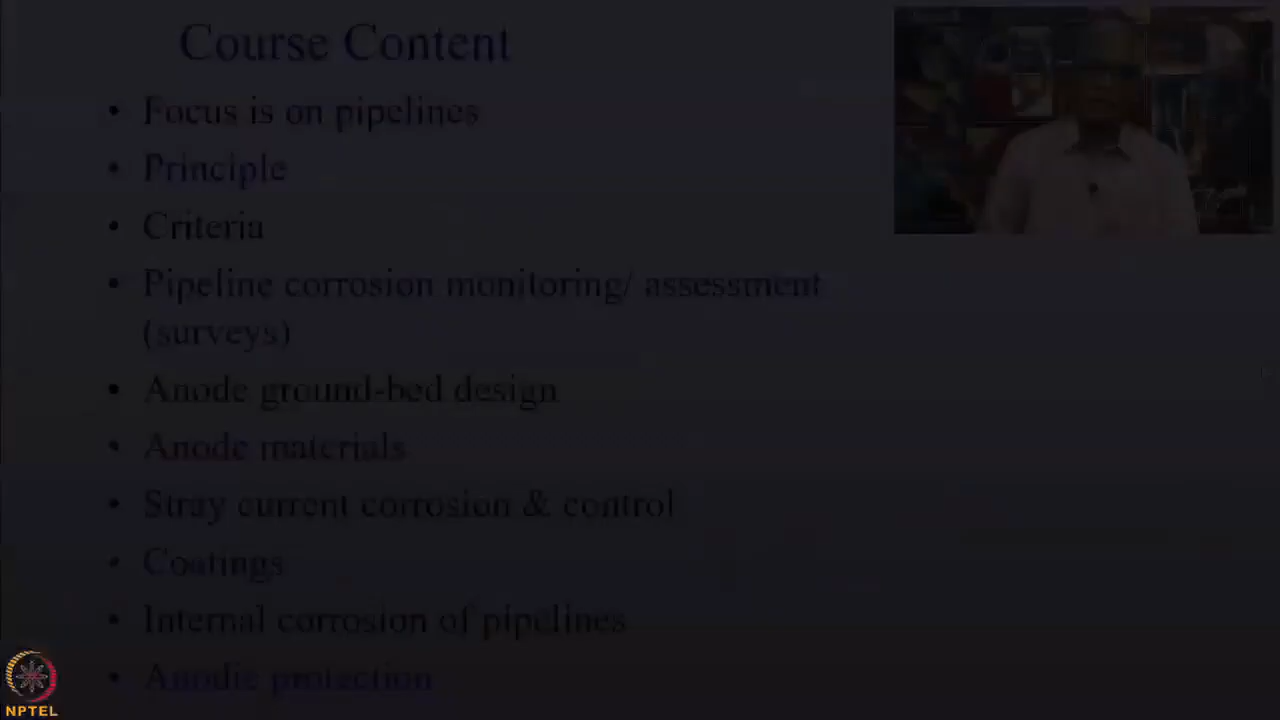 Course Content
• Focus is on pipelines
• Principle
• Criteria
• Pipeline corrosion monitoring/ assessment
(surveys)
• Anode ground-bed design
• Anode materials
• Stray current corrosion & control
• Coatings
• Internal corrosion of pipelines
• Anodic protection
NPTEL